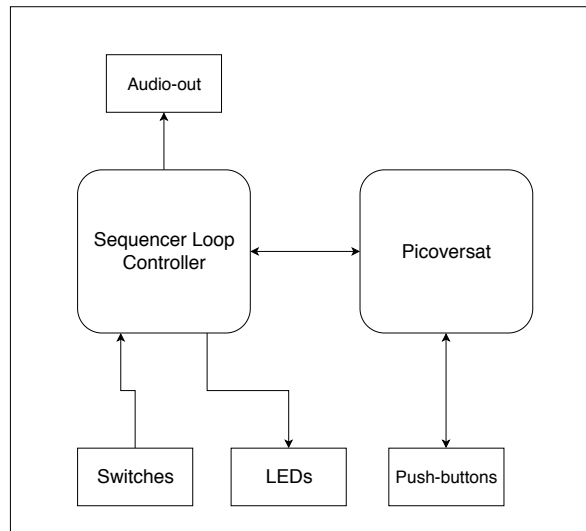 Audio-out
Sequencer Loop
Controller
Picoversat
Switches
LEDs
Push-buttons